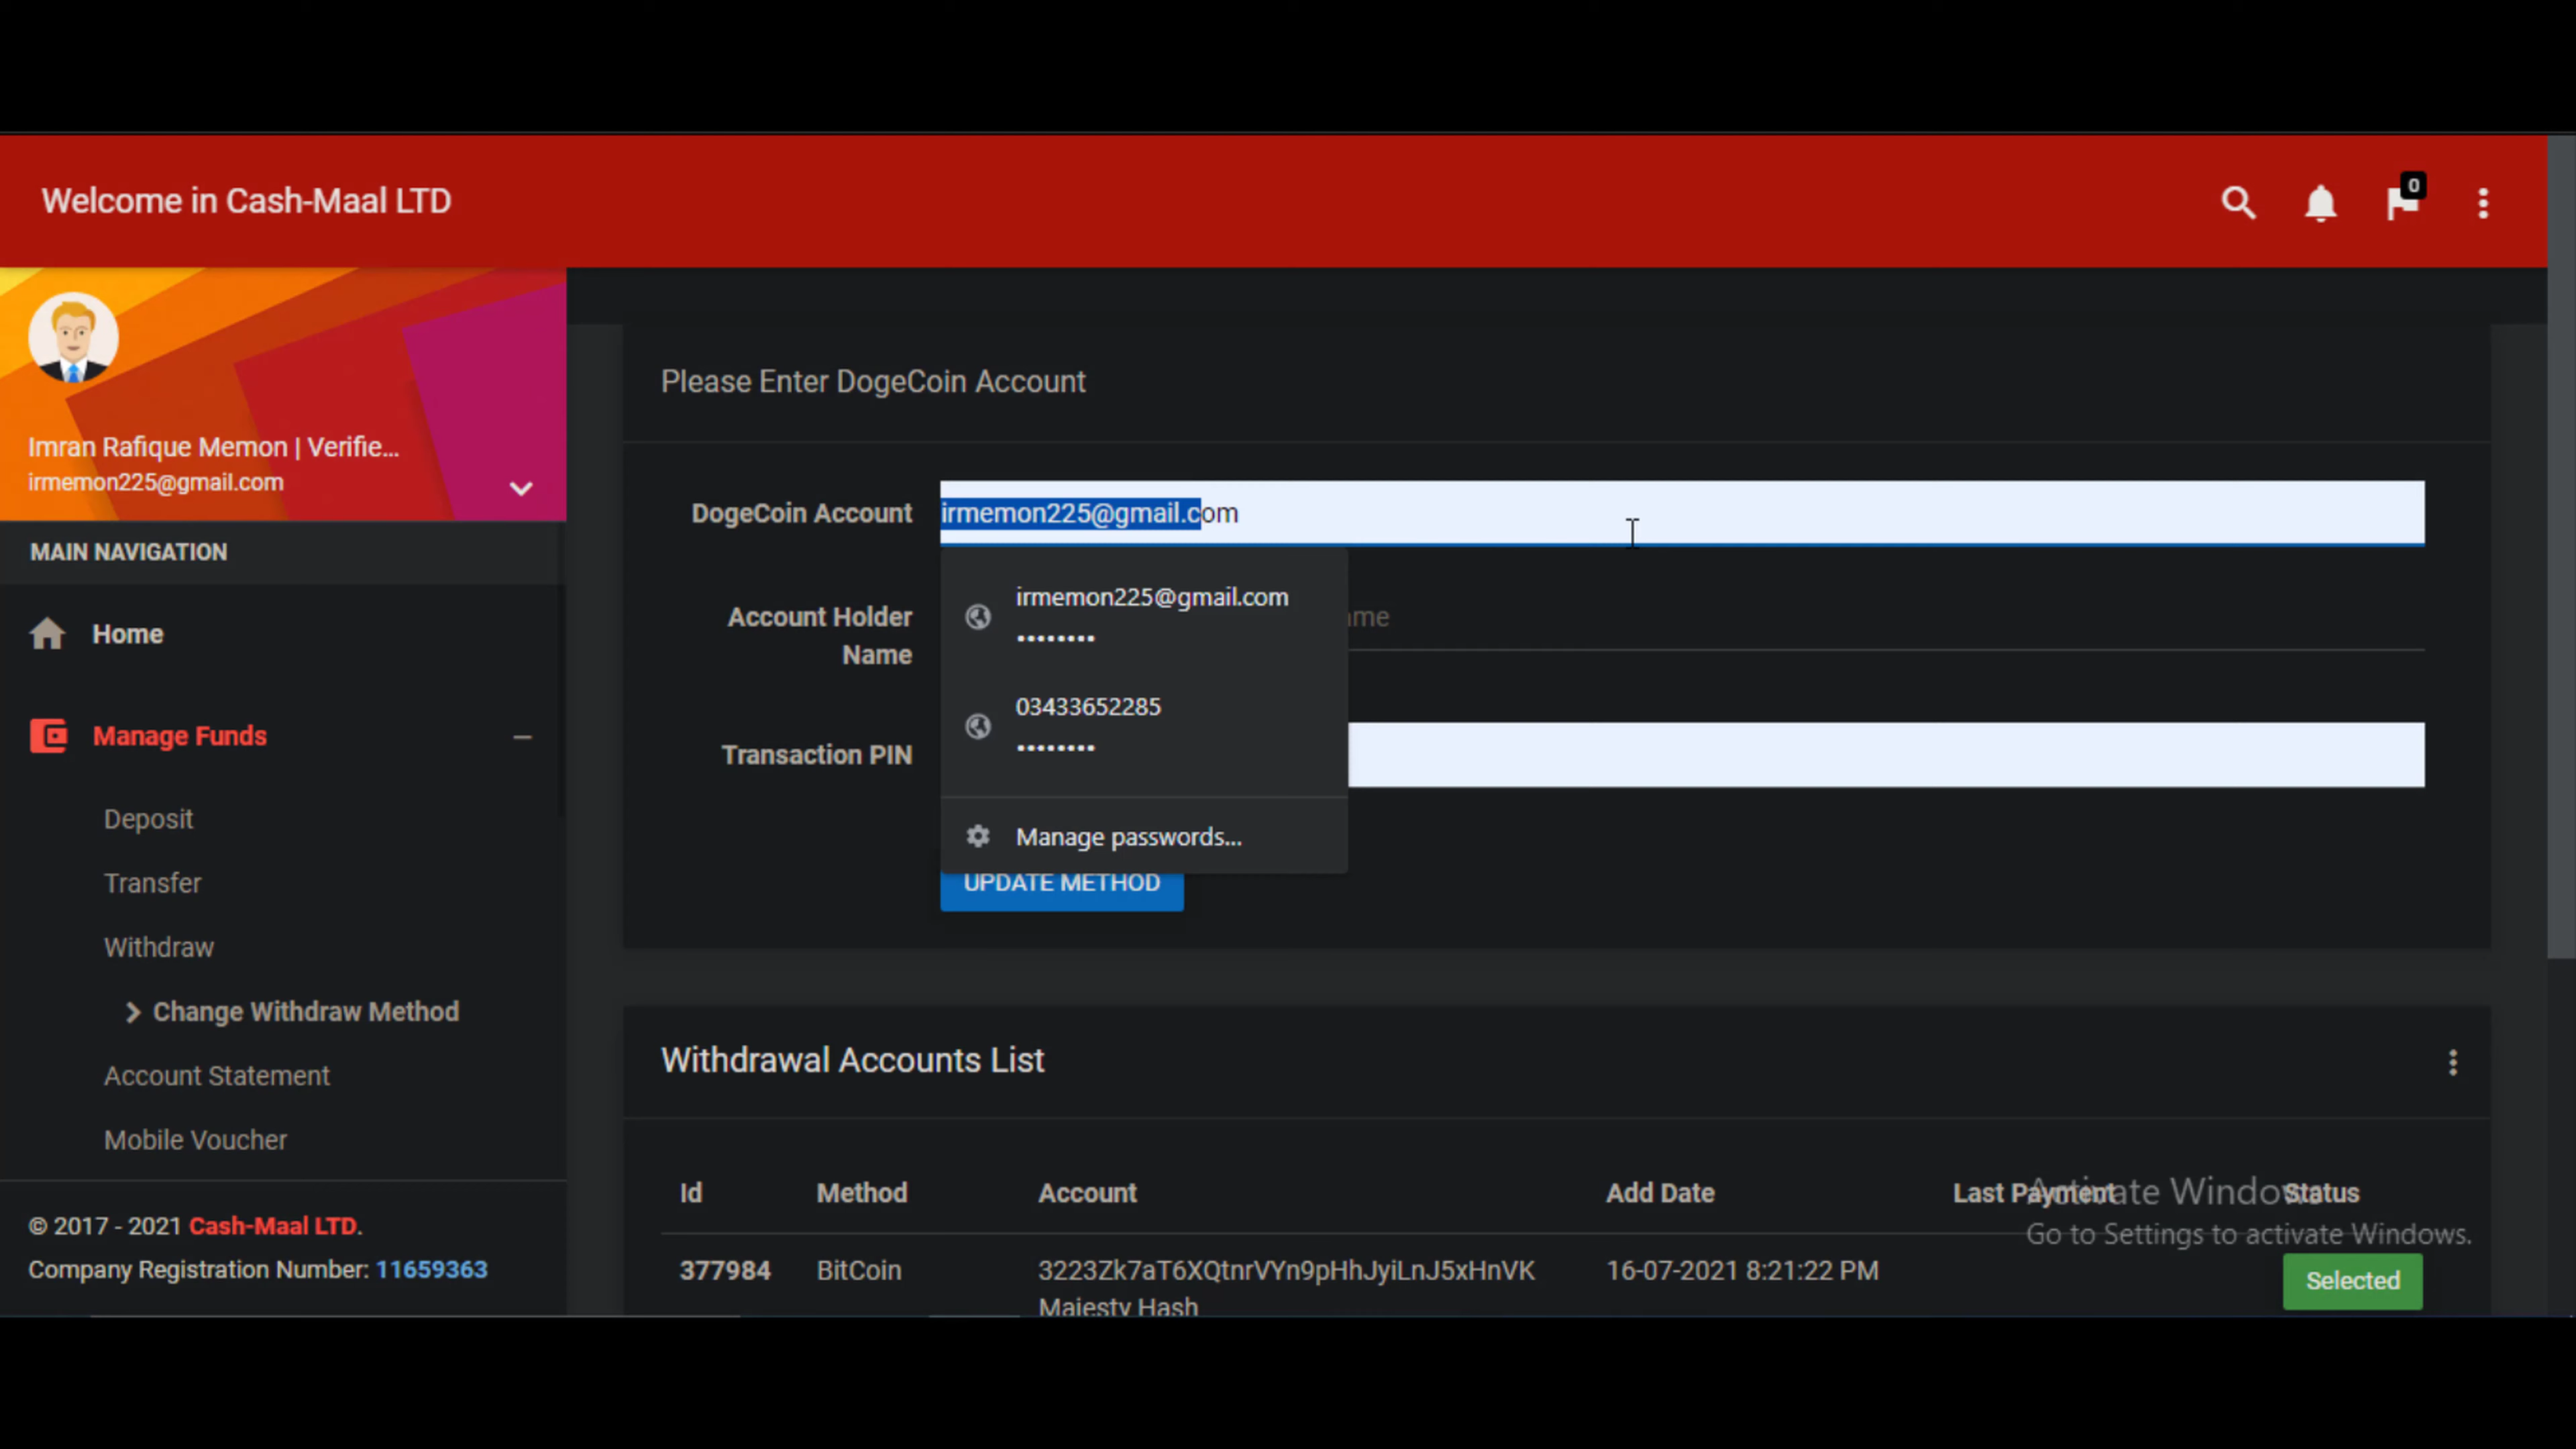 Welcome in Cash-Maal LTD
0
Imran Rafique Memon | Verifie...
irmemon225@gmail.com
MAIN NAVIGATION
Home
Manage Funds
Deposit
Transfer
Withdraw
Change Withdraw Method
Account Statement
Mobile Voucher
© 2017 - 2021 Cash-Maal LTD.
Company Registration Number: 11659363
Please Enter DogeCoin Account
DogeCoin Account
irmemon225@gmail.com
irmemon225@gmail.com
••••••••
Account Holder
Name
03433652285
••••••••
Transaction PIN
Manage passwords...
UPDATE METHOD
Withdrawal Accounts List
Id Method Account Add Date Last Payment Status
Activate Windows
Go to Settings to activate Windows.
377984 BitCoin 3223Zk7aT6XQtnrVYn9pHhJyiLnJ5xHnVK 16-07-2021 8:21:22 PM Selected
Majesty Hash